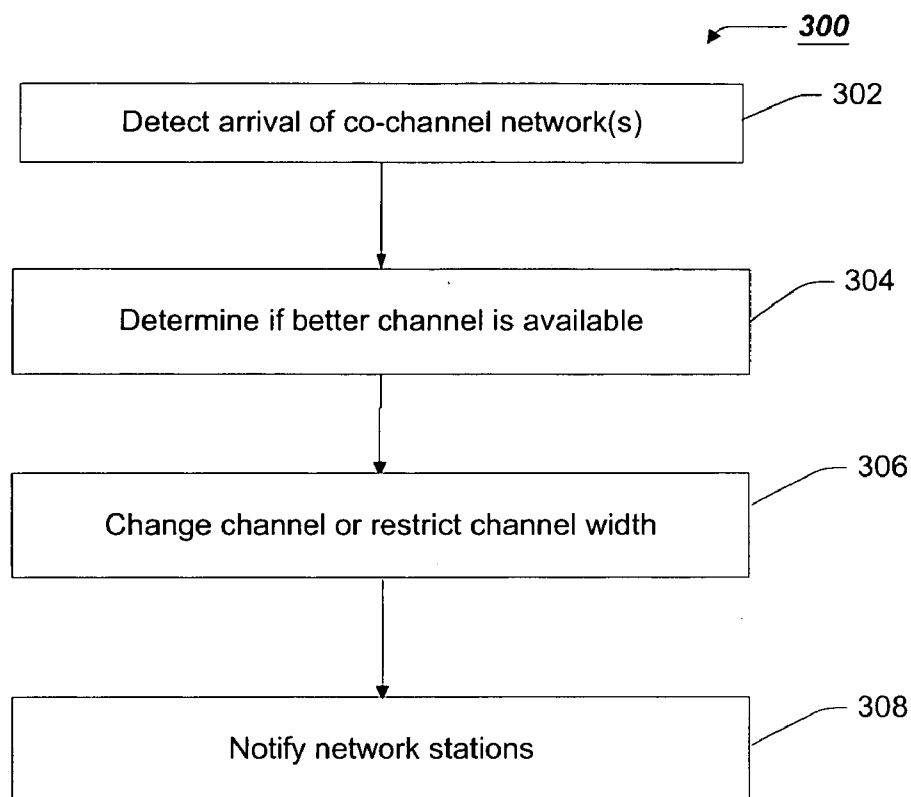 300
Detect arrival of co-channel network(s)
302
Determine if better channel is available
304
Change channel or restrict channel width
306
Notify network stations
308